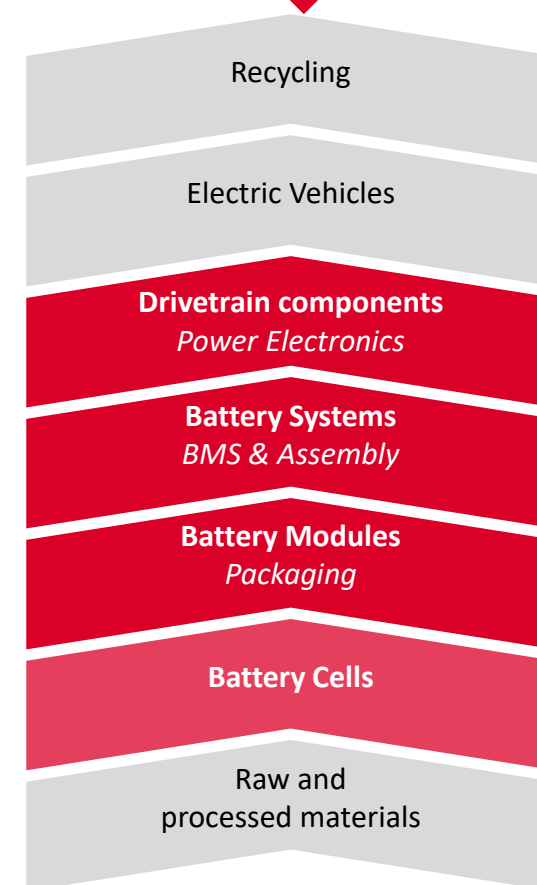 Recycling
Electric Vehicles
Drivetrain components
Power Electronics
Battery Systems
BMS & Assembly
Battery Modules
Packaging
Battery Cells
Raw and
processed materials